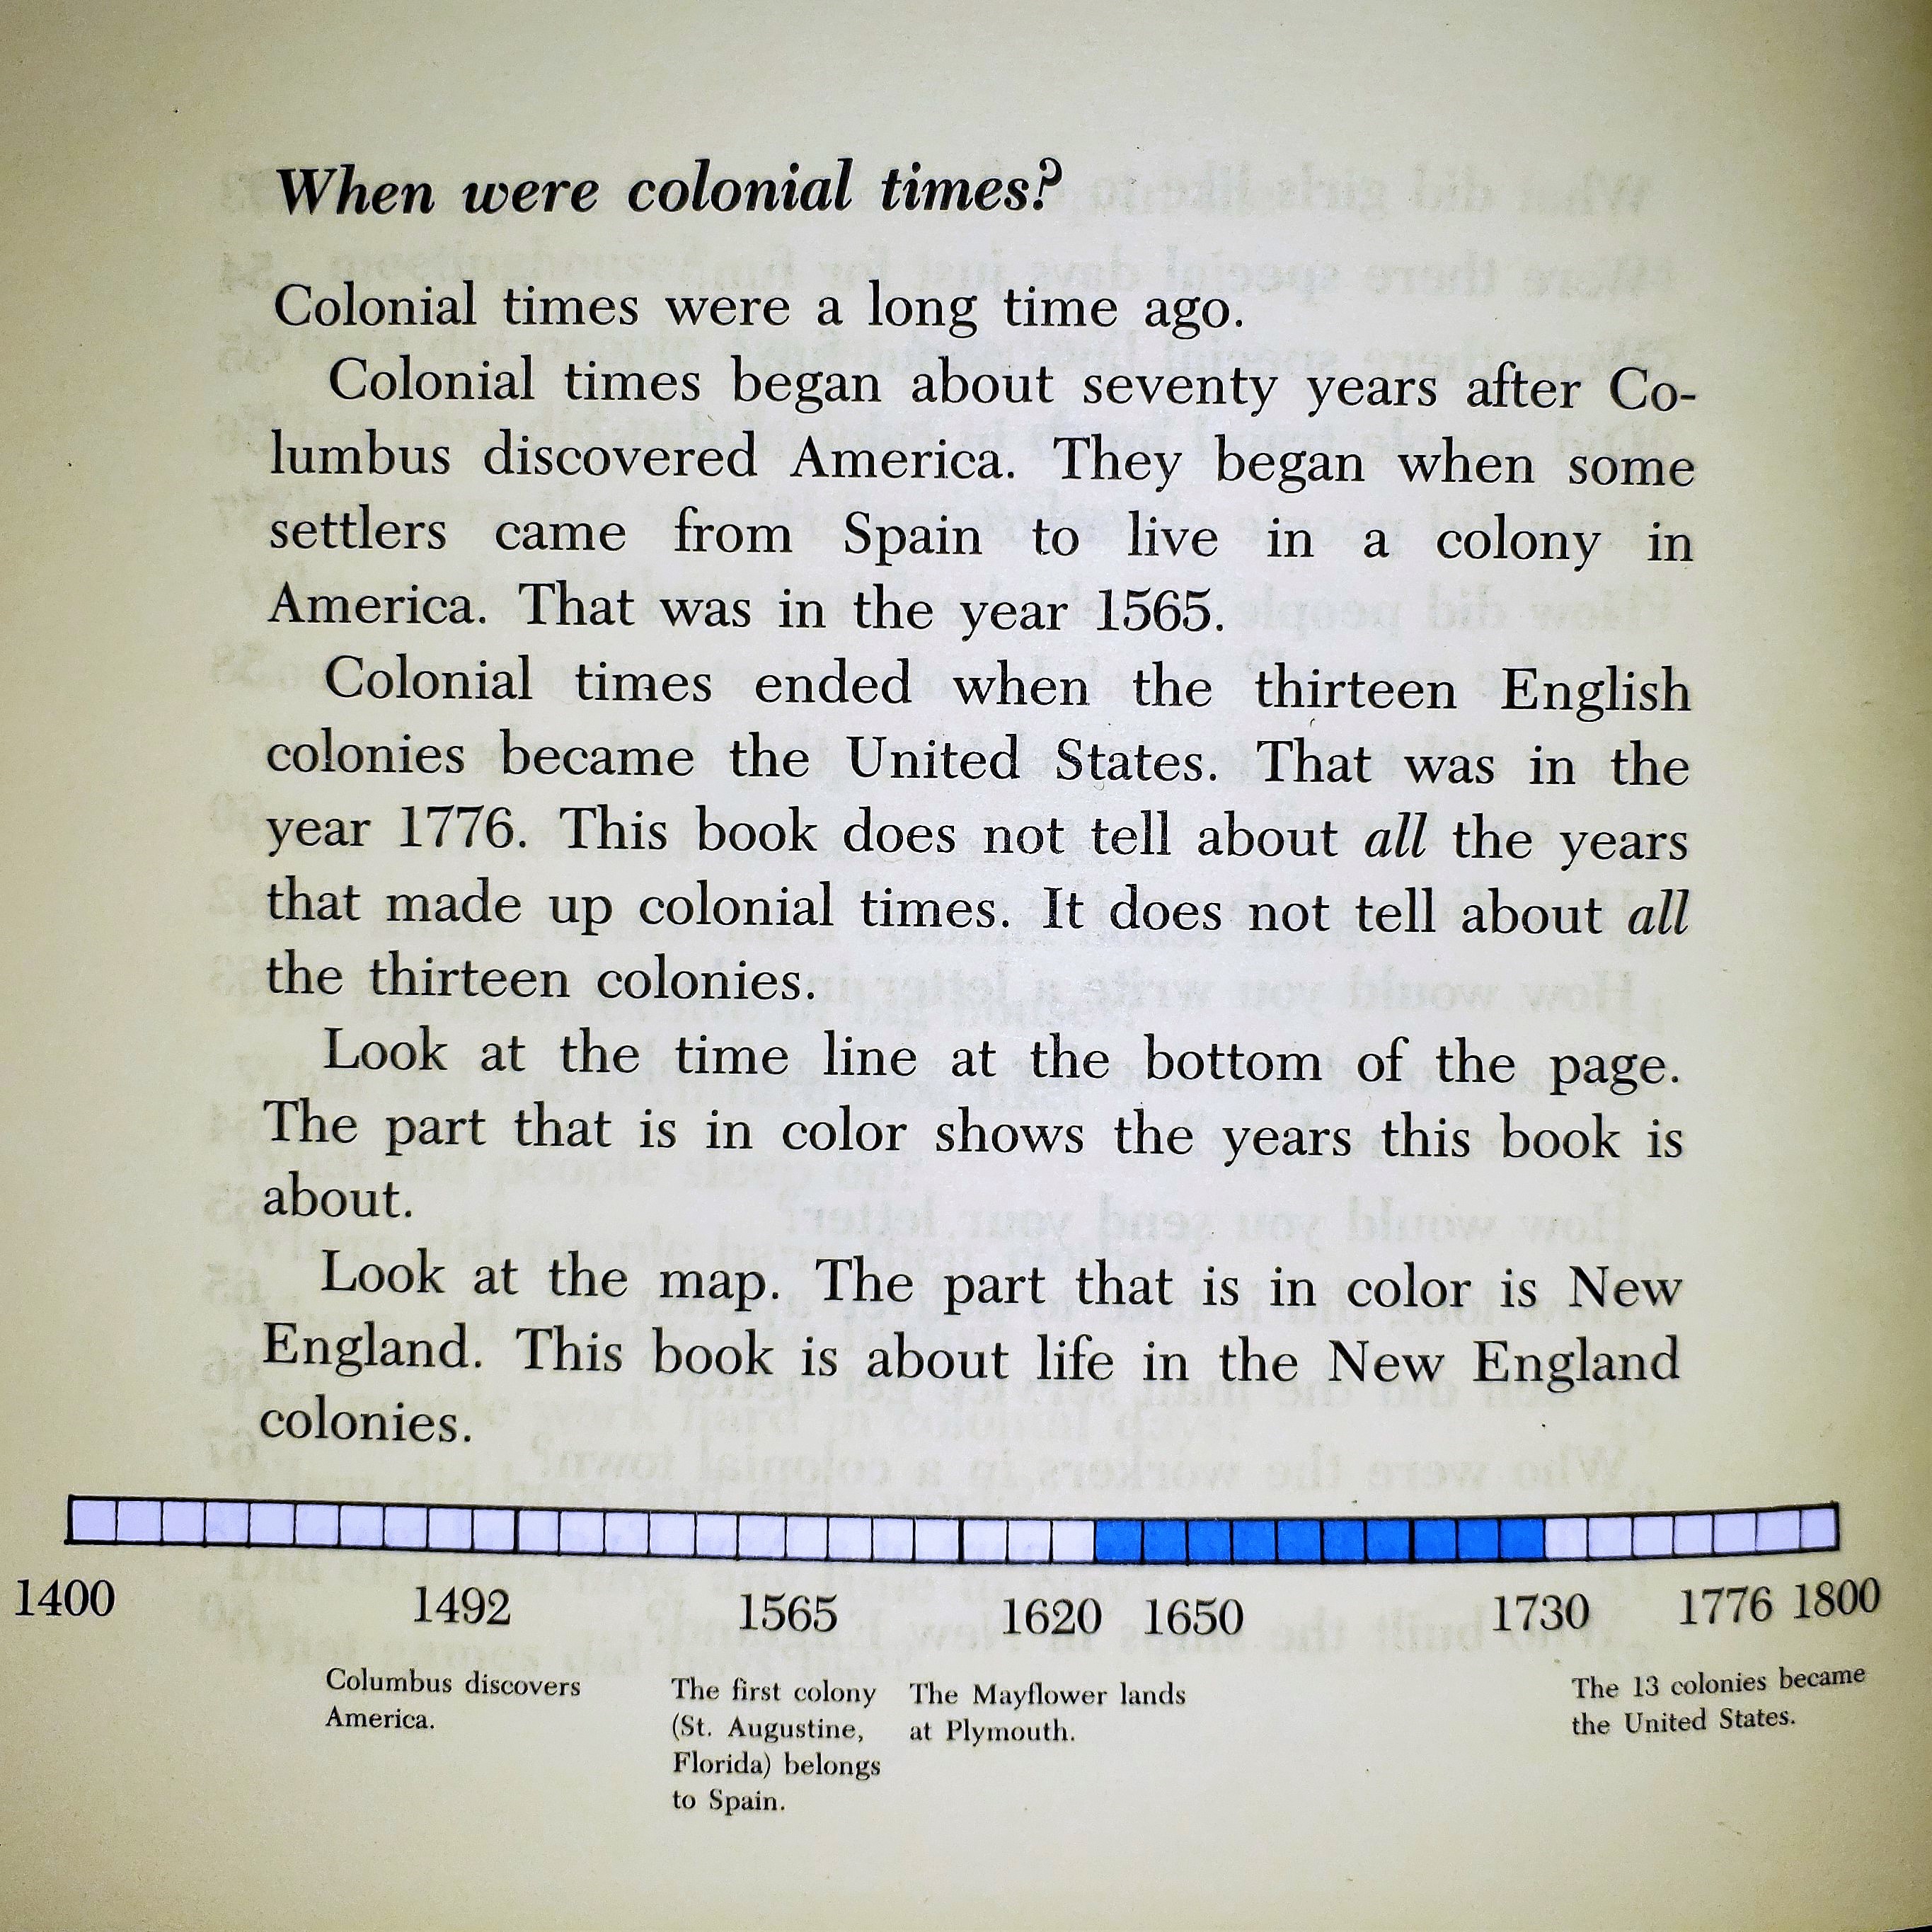 When were colonial times?
Colonial times were a long time ago.
Colonial times began about seventy years after Co-
lumbus discovered America. They began when some
settlers came from Spain to live in a colony in
America. That was in the year 1565.
Colonial times ended when the thirteen English
colonies became the United States. That was in the
year 1776. This book does not tell about all the years
that made up colonial times. It does not tell about all
the thirteen colonies.
Look at the time line at the bottom of the page.
The part that is in color shows the years this book is
about.
Look at the map. The part that is in color is New
England. This book is about life in the New England
colonies.
1400 1492 1565 1620 1650 1730 1776 1800
Columbus discovers
America.
The first colony
(St. Augustine,
Florida) belongs
to Spain.
The Mayflower lands
at Plymouth.
The 13 colonies became
the United States.